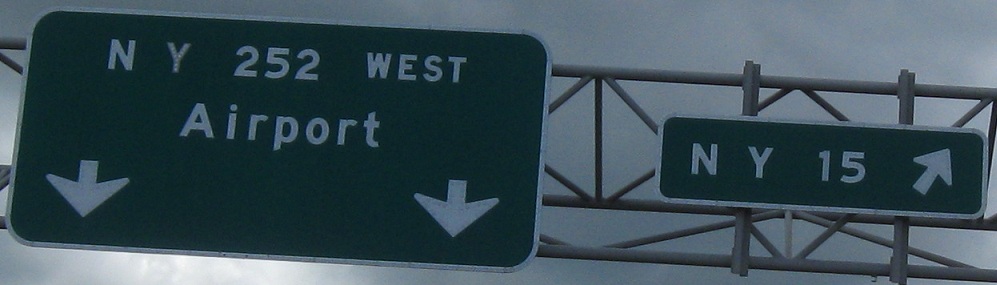 N Y 252 WEST
Airport
N Y 15